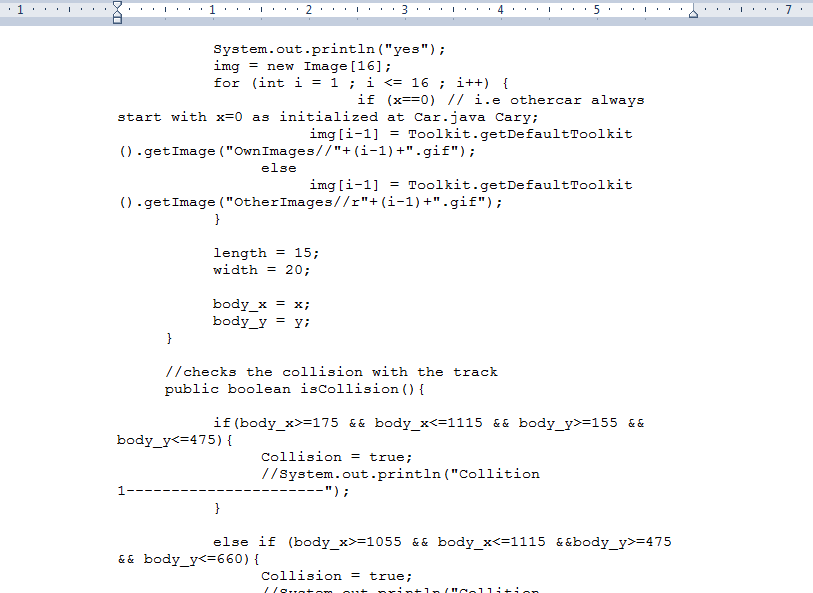 1 1 2 3 4 5 7
System.out.println("yes");
img = new Image[16];
for (int i = 1 ; i <= 16 ; i++) {
if (x==0) // i.e othercar always
start with x=0 as initialized at Car.java Cary;
img[i-1] = Toolkit.getDefaultToolkit
().getImage("OwnImages//"+(i-1)+".gif");
else
img[i-1] = Toolkit.getDefaultToolkit
().getImage("OtherImages//r"+(i-1)+".gif");
}
length = 15;
width = 20;
body_x = x;
body_y = y;
}
//checks the collision with the track
public boolean isCollision(){
if(body_x>=175 && body_x<=1115 && body_y>=155 &&
body_y<=475){
Collision = true;
//System.out.println("Collition
1----------------------");
}
else if (body_x>=1055 && body_x<=1115 &&body_y>=475
&& body_y<=660){
Collision = true;
//System.out.println("Collition